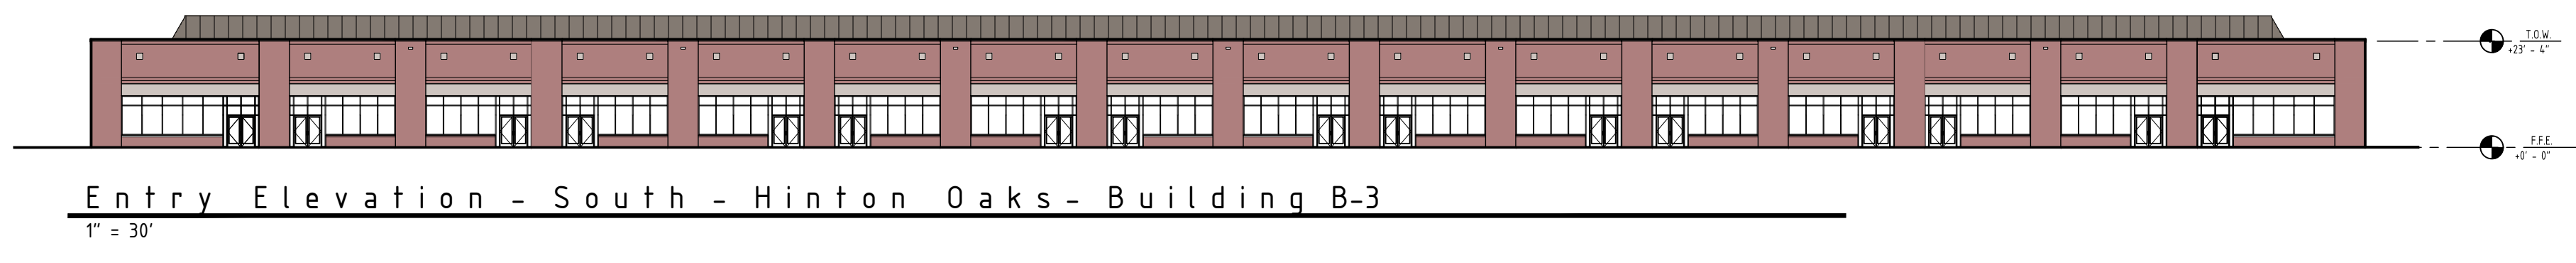 T.O.W.
+23' - 4"
F.F.E.
+0' - 0"
Entry Elevation - South - Hinton Oaks- Building B-3
1" = 30'